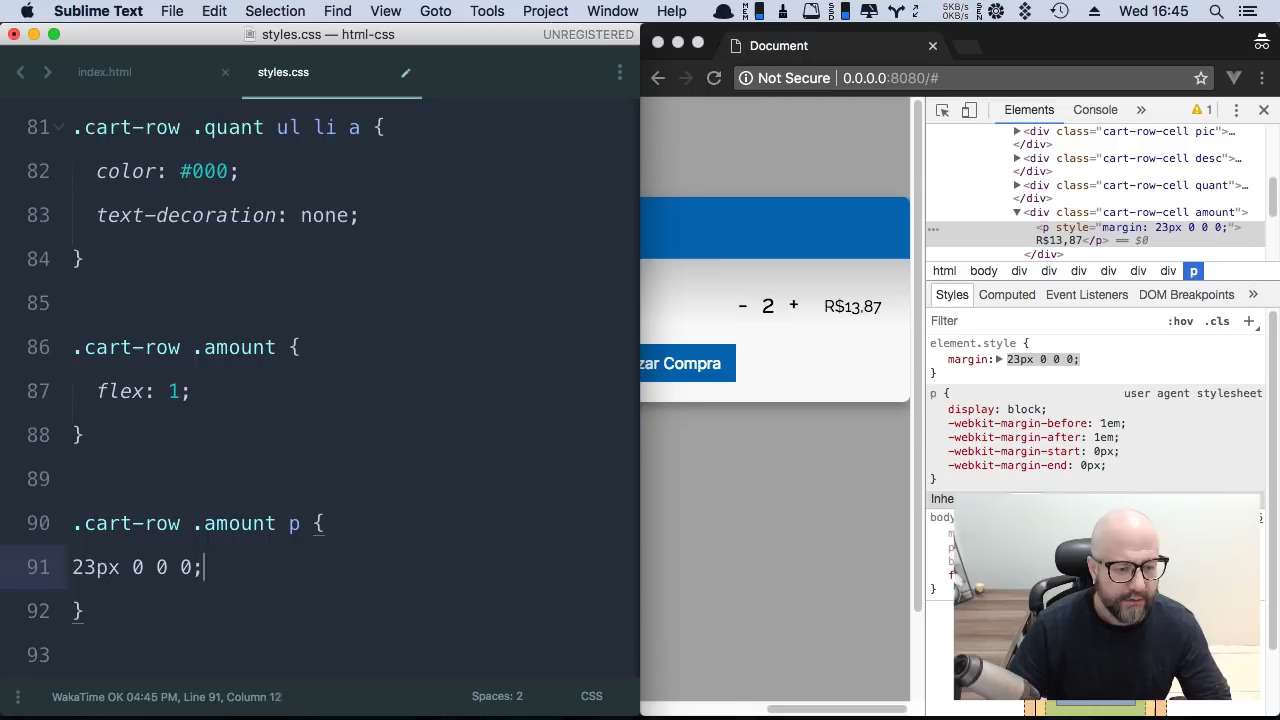 Sublime Text File Edit Selection Find View Goto Tools Project Window Help 5KB/s 0KB/s Wed 16:45
styles.css — html-css UNREGISTERED
index.html styles.css
81 .cart-row .quant ul li a {
82 color: #000;
83 text-decoration: none;
84 }
85
86 .cart-row .amount {
87 flex: 1;
88 }
89
90 .cart-row .amount p {
91 23px 0 0 0;
92 }
93
WakaTime OK 04:45 PM, Line 91, Column 12 Spaces: 2 CSS
Document
Not Secure 0.0.0.0:8080/#
- 2 + R$13,87
zar Compra
Elements Console » 1
<div class="cart-row-cell pic">…
</div>
<div class="cart-row-cell desc">…
</div>
<div class="cart-row-cell quant">…
</div>
<div class="cart-row-cell amount">
<p style="margin: 23px 0 0 0;">
R$13,87</p> == $0
</div>
html body div div div div div div p
Styles Computed Event Listeners DOM Breakpoints »
Filter :hov .cls +
element.style {
margin: 23px 0 0 0;
}
p { user agent stylesheet
display: block;
-webkit-margin-before: 1em;
-webkit-margin-after: 1em;
-webkit-margin-start: 0px;
-webkit-margin-end: 0px;
}
Inhe
body
}